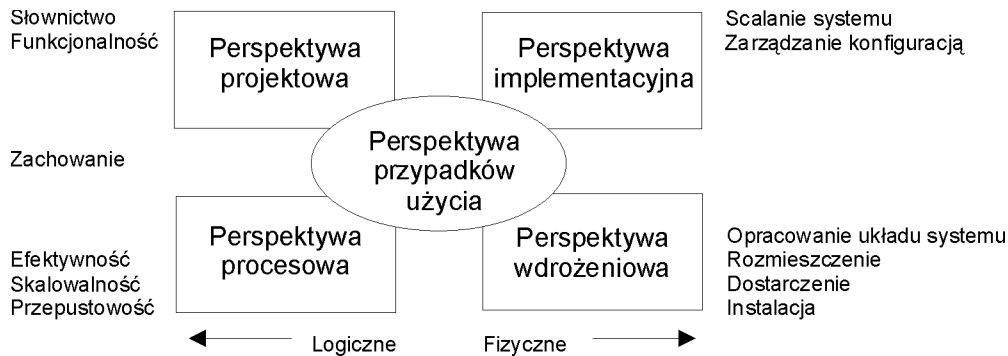 Słownictwo
Funkcjonalność
Perspektywa
projektowa
Perspektywa
implementacyjna
Scalanie systemu
Zarządzanie konfiguracją
Zachowanie
Perspektywa
przypadków
użycia
Efektywność
Skalowalność
Przepustowość
Perspektywa
procesowa
Perspektywa
wdrożeniowa
Opracowanie układu systemu
Rozmieszczenie
Dostarczenie
Instalacja
Logiczne
Fizyczne